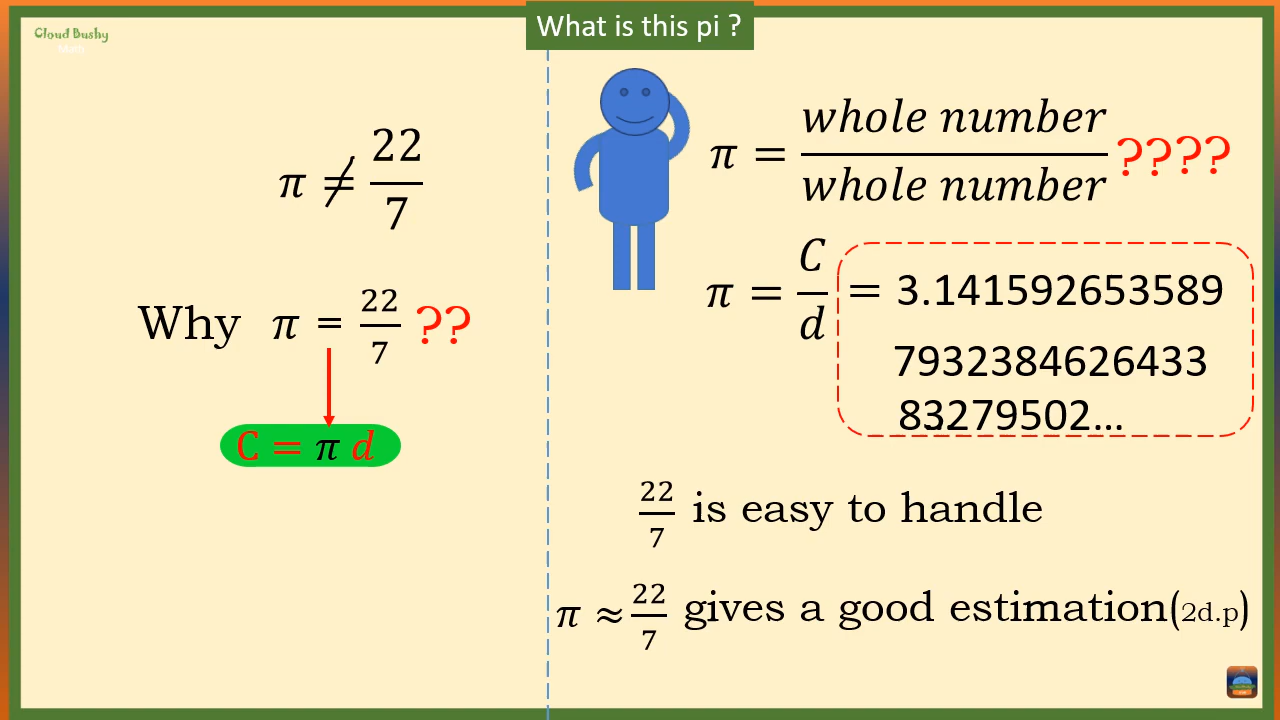 What is this pi ?
Cloud Bushy
Math
π ≠ 22/7
Why π = 22/7 ??
C = π d
π = whole number/whole number ????
π = C/d = 3.141592653589
7932384626433
83279502...
22/7 is easy to handle
π ≈ 22/7 gives a good estimation(2d.p)